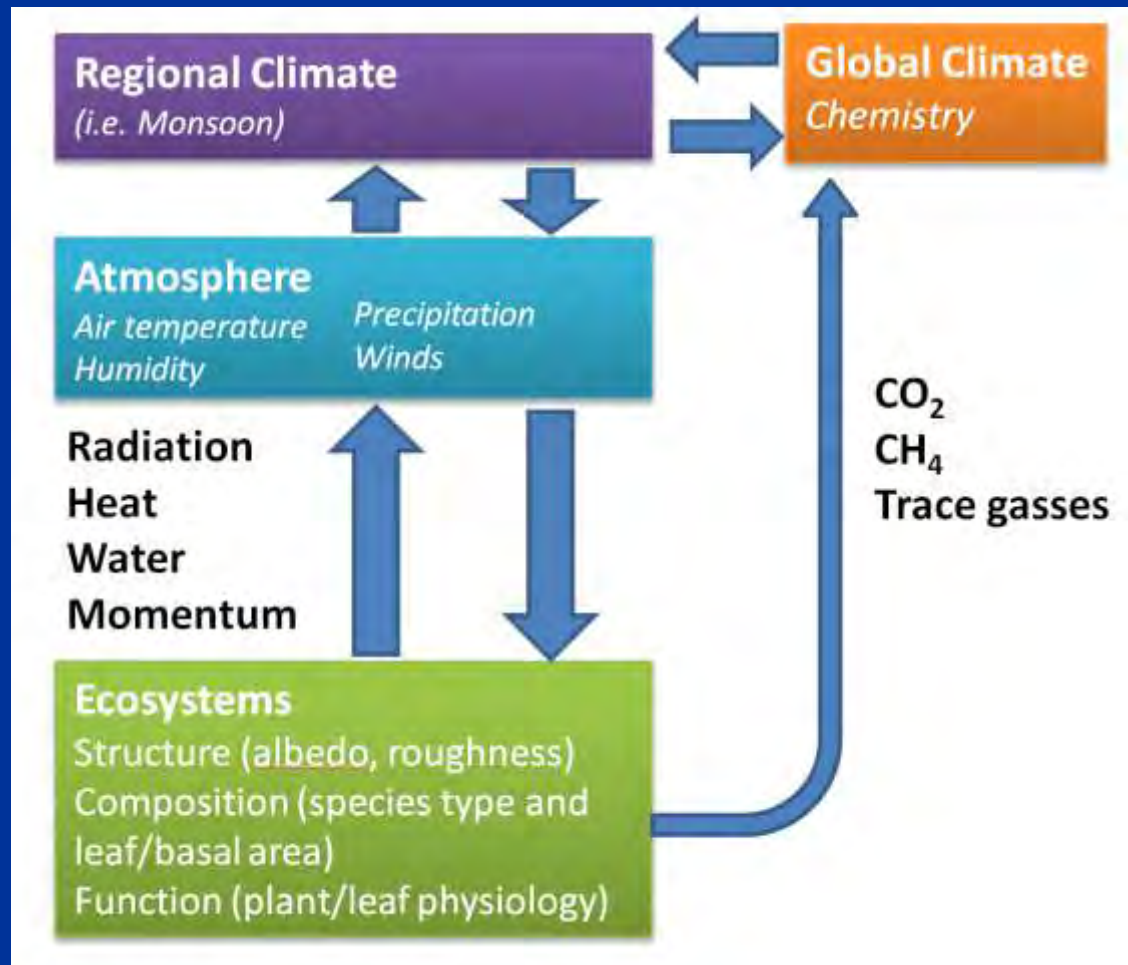 Regional Climate
(i.e. Monsoon)
Global Climate
Chemistry
Atmosphere
Air temperature
Humidity
Precipitation
Winds
Radiation
Heat
Water
Momentum
CO₂
CH₄
Trace gasses
Ecosystems
Structure (albedo, roughness)
Composition (species type and
leaf/basal area)
Function (plant/leaf physiology)